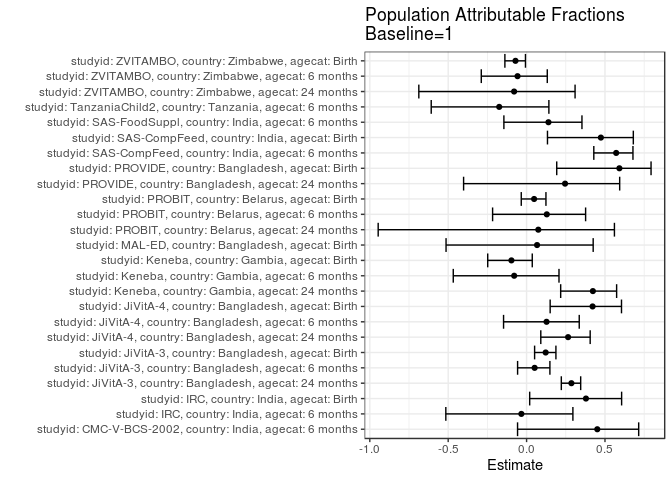 Population Attributable Fractions
Baseline=1
studyid: ZVITAMBO, country: Zimbabwe, agecat: Birth
studyid: ZVITAMBO, country: Zimbabwe, agecat: 6 months
studyid: ZVITAMBO, country: Zimbabwe, agecat: 24 months
studyid: TanzaniaChild2, country: Tanzania, agecat: 6 months
studyid: SAS-FoodSuppl, country: India, agecat: 6 months
studyid: SAS-CompFeed, country: India, agecat: Birth
studyid: SAS-CompFeed, country: India, agecat: 6 months
studyid: PROVIDE, country: Bangladesh, agecat: Birth
studyid: PROVIDE, country: Bangladesh, agecat: 24 months
studyid: PROBIT, country: Belarus, agecat: Birth
studyid: PROBIT, country: Belarus, agecat: 6 months
studyid: PROBIT, country: Belarus, agecat: 24 months
studyid: MAL-ED, country: Bangladesh, agecat: Birth
studyid: Keneba, country: Gambia, agecat: Birth
studyid: Keneba, country: Gambia, agecat: 6 months
studyid: Keneba, country: Gambia, agecat: 24 months
studyid: JiVitA-4, country: Bangladesh, agecat: Birth
studyid: JiVitA-4, country: Bangladesh, agecat: 6 months
studyid: JiVitA-4, country: Bangladesh, agecat: 24 months
studyid: JiVitA-3, country: Bangladesh, agecat: Birth
studyid: JiVitA-3, country: Bangladesh, agecat: 6 months
studyid: JiVitA-3, country: Bangladesh, agecat: 24 months
studyid: IRC, country: India, agecat: Birth
studyid: IRC, country: India, agecat: 6 months
studyid: CMC-V-BCS-2002, country: India, agecat: 6 months
-1.0 -0.5 0.0 0.5
Estimate